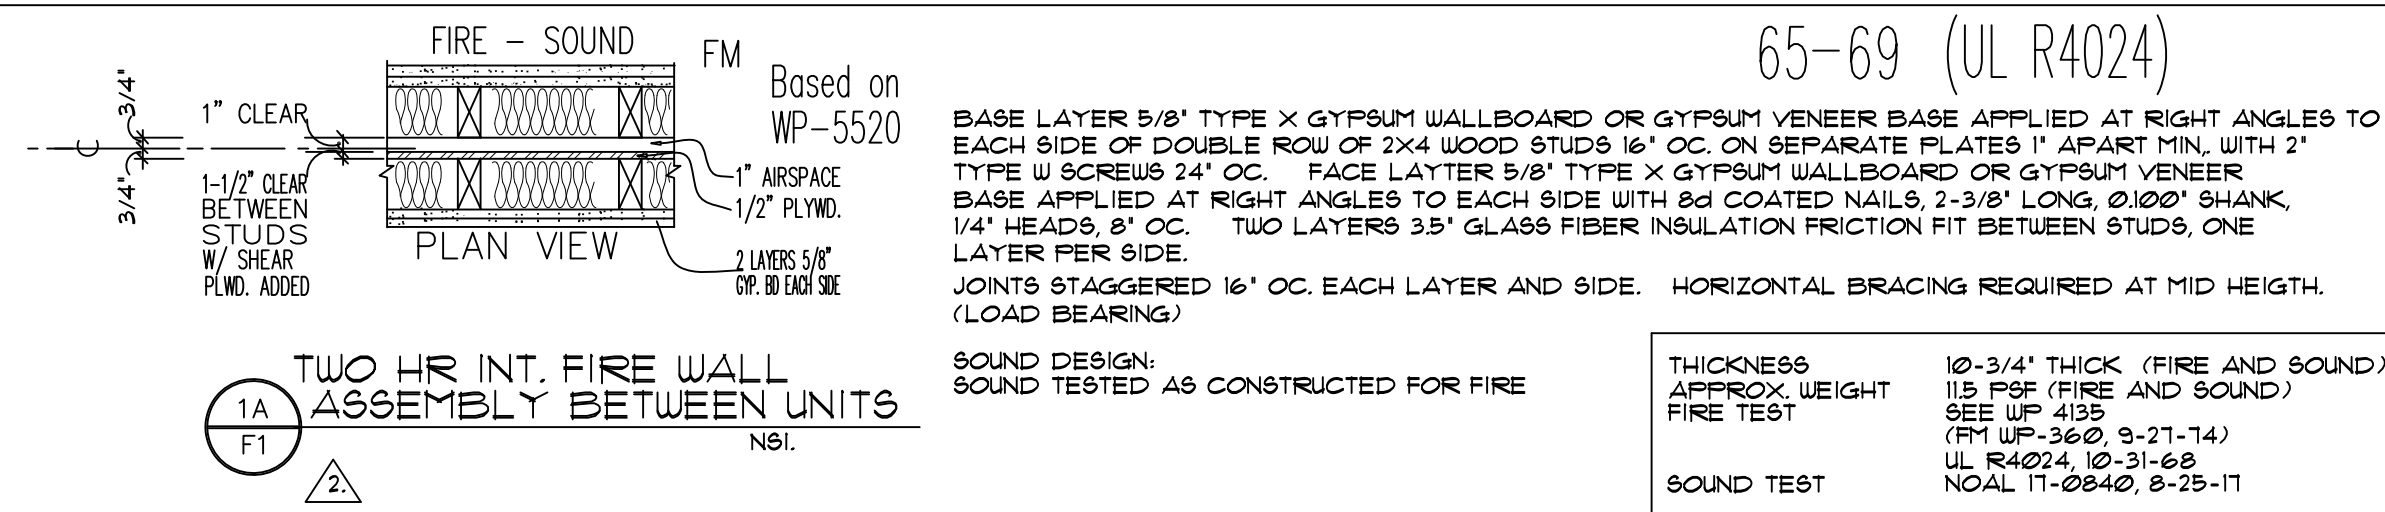 FIRE – SOUND
FM
Based on
WP-5520
3/4"
3/4"
C
1" CLEAR
1-1/2" CLEAR
BETWEEN
STUDS
W/ SHEAR
PLWD. ADDED
1" AIRSPACE
1/2" PLYWD.
PLAN VIEW
2 LAYERS 5/8"
GYP. BD EACH SIDE
TWO HR INT. FIRE WALL
ASSEMBLY BETWEEN UNITS
1A
F1
NSI.
2.
65-69 (UL R4024)
BASE LAYER 5/8" TYPE X GYPSUM WALLBOARD OR GYPSUM VENEER BASE APPLIED AT RIGHT ANGLES TO
EACH SIDE OF DOUBLE ROW OF 2X4 WOOD STUDS 16" OC. ON SEPARATE PLATES 1" APART MIN,. WITH 2"
TYPE W SCREWS 24" OC. FACE LAYTER 5/8" TYPE X GYPSUM WALLBOARD OR GYPSUM VENEER
BASE APPLIED AT RIGHT ANGLES TO EACH SIDE WITH 8d COATED NAILS, 2-3/8" LONG, 0.100" SHANK,
1/4" HEADS, 8" OC. TWO LAYERS 3.5" GLASS FIBER INSULATION FRICTION FIT BETWEEN STUDS, ONE
LAYER PER SIDE.
JOINTS STAGGERED 16" OC. EACH LAYER AND SIDE. HORIZONTAL BRACING REQUIRED AT MID HEIGTH.
(LOAD BEARING)
SOUND DESIGN:
SOUND TESTED AS CONSTRUCTED FOR FIRE
THICKNESS 10-3/4" THICK (FIRE AND SOUND)
APPROX. WEIGHT 11.5 PSF (FIRE AND SOUND)
FIRE TEST SEE WP 4135
(FM WP-360, 9-27-74)
UL R4024, 10-31-68
SOUND TEST NOAL 17-0840, 8-25-17